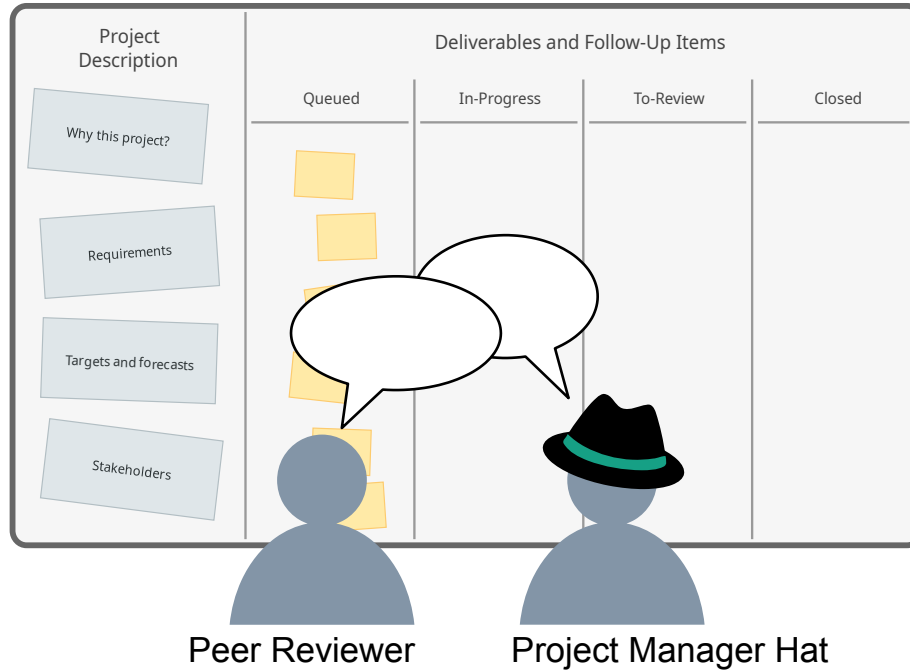 Project
Description
Deliverables and Follow-Up Items
Queued
In-Progress
To-Review
Closed
Why this project?
Requirements
Targets and forecasts
Stakeholders
Peer Reviewer
Project Manager Hat